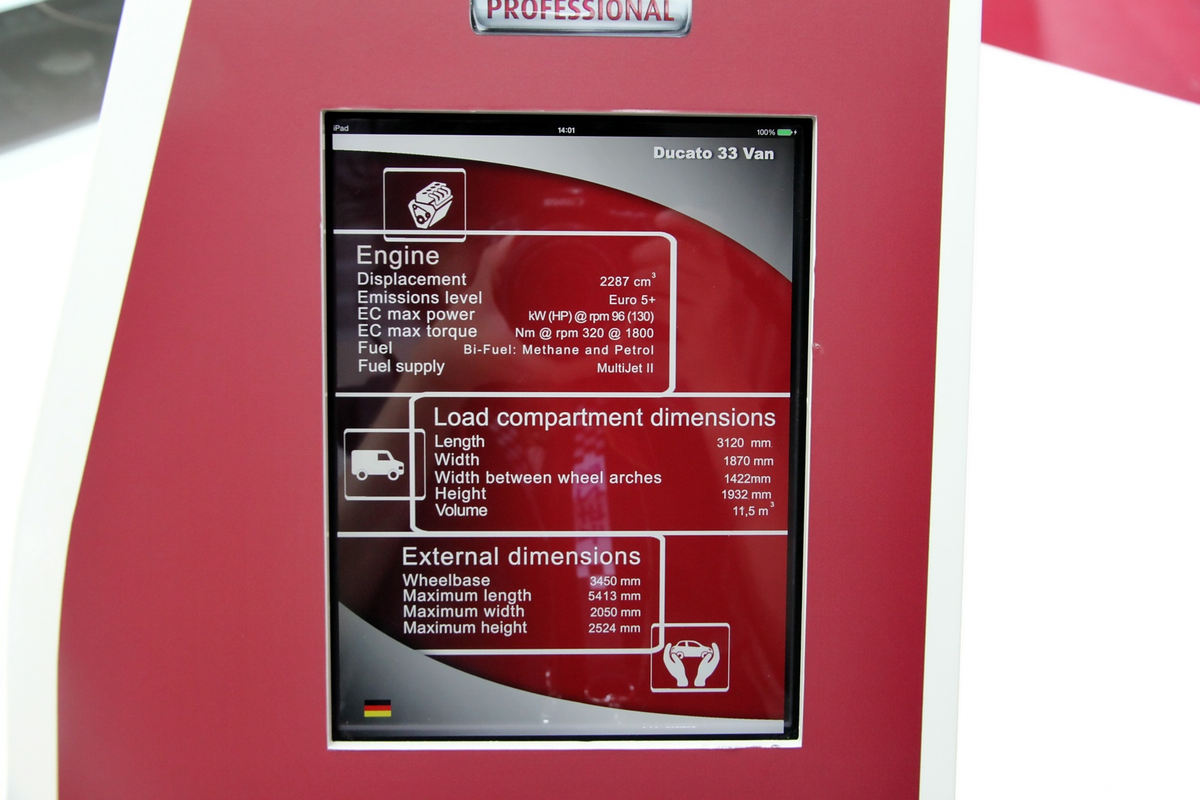 PROFESSIONAL
iPad 14:01 100%
Ducato 33 Van
Engine
Displacement 2287 cm³
Emissions level Euro 5+
EC max power kW (HP) @ rpm 96 (130)
EC max torque Nm @ rpm 320 @ 1800
Fuel Bi-Fuel: Methane and Petrol
Fuel supply MultiJet II
Load compartment dimensions
Length 3120 mm
Width 1870 mm
Width between wheel arches 1422mm
Height 1932 mm
Volume 11,5 m³
External dimensions
Wheelbase 3450 mm
Maximum length 5413 mm
Maximum width 2050 mm
Maximum height 2524 mm